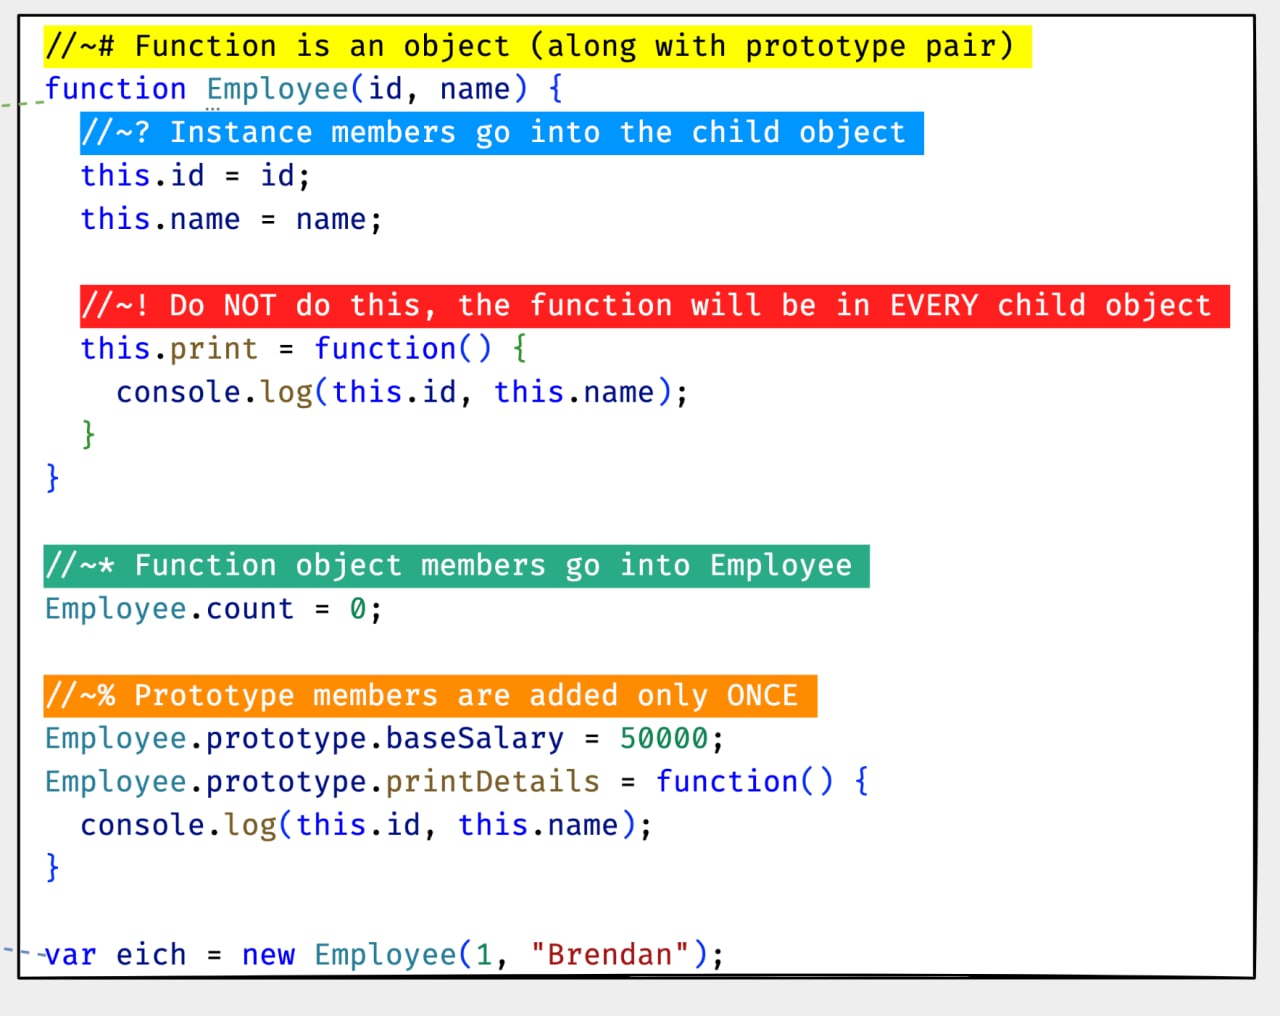 //~# Function is an object (along with prototype pair)
function Employee(id, name) {
//~? Instance members go into the child object
this.id = id;
this.name = name;
//~! Do NOT do this, the function will be in EVERY child object
this.print = function() {
console.log(this.id, this.name);
}
}
//~* Function object members go into Employee
Employee.count = 0;
//~% Prototype members are added only ONCE
Employee.prototype.baseSalary = 50000;
Employee.prototype.printDetails = function() {
console.log(this.id, this.name);
}
var eich = new Employee(1, "Brendan");